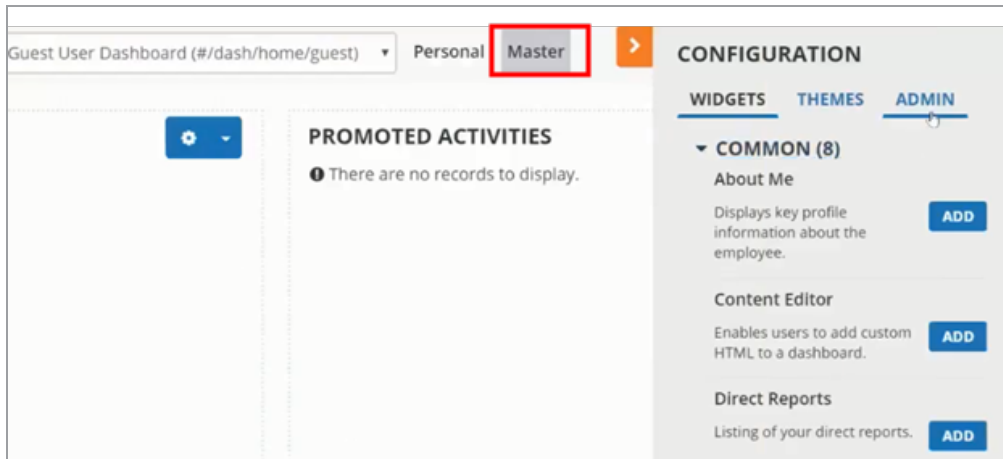 Guest User Dashboard (#/dash/home/guest)
Personal
Master
PROMOTED ACTIVITIES
There are no records to display.
CONFIGURATION
WIDGETS THEMES ADMIN
COMMON (8)
About Me
Displays key profile
information about the
employee.
ADD
Content Editor
Enables users to add custom
HTML to a dashboard.
ADD
Direct Reports
Listing of your direct reports.
ADD